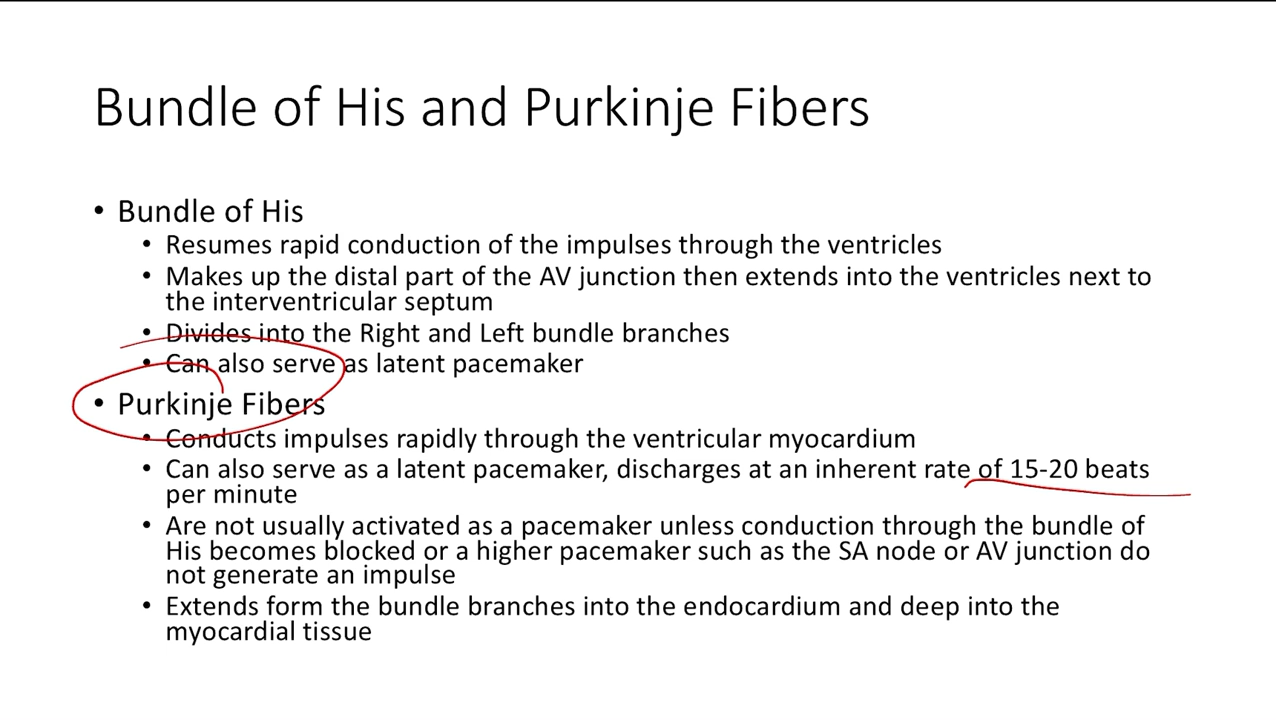 Bundle of His and Purkinje Fibers
• Bundle of His
• Resumes rapid conduction of the impulses through the ventricles
• Makes up the distal part of the AV junction then extends into the ventricles next to
the interventricular septum
• Divides into the Right and Left bundle branches
• Can also serve as latent pacemaker
• Purkinje Fibers
• Conducts impulses rapidly through the ventricular myocardium
• Can also serve as a latent pacemaker, discharges at an inherent rate of 15-20 beats
per minute
• Are not usually activated as a pacemaker unless conduction through the bundle of
His becomes blocked or a higher pacemaker such as the SA node or AV junction do
not generate an impulse
• Extends form the bundle branches into the endocardium and deep into the
myocardial tissue